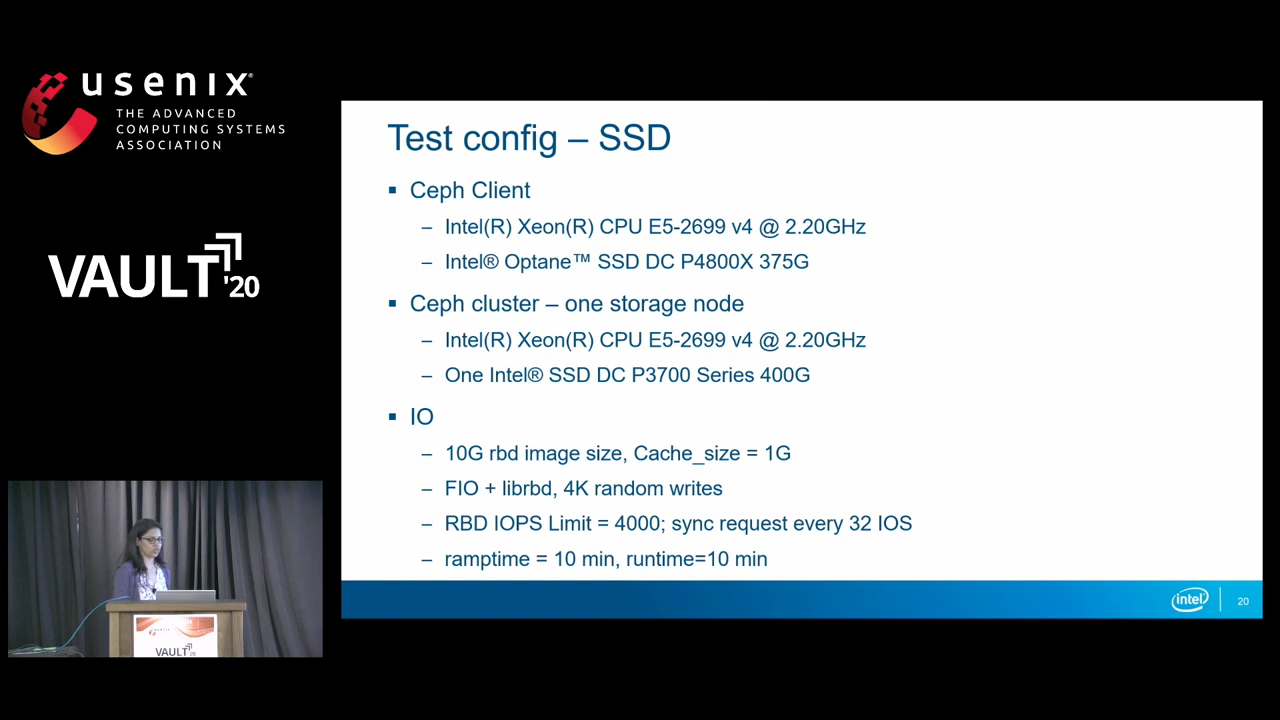 usenix®
THE ADVANCED
COMPUTING SYSTEMS
ASSOCIATION
VAULT
'20
Test config – SSD
▪ Ceph Client
– Intel(R) Xeon(R) CPU E5-2699 v4 @ 2.20GHz
– Intel® Optane™ SSD DC P4800X 375G
▪ Ceph cluster – one storage node
– Intel(R) Xeon(R) CPU E5-2699 v4 @ 2.20GHz
– One Intel® SSD DC P3700 Series 400G
▪ IO
– 10G rbd image size, Cache_size = 1G
– FIO + librbd, 4K random writes
– RBD IOPS Limit = 4000; sync request every 32 IOS
– ramptime = 10 min, runtime=10 min
intel
20
usenix
VAULT
'20